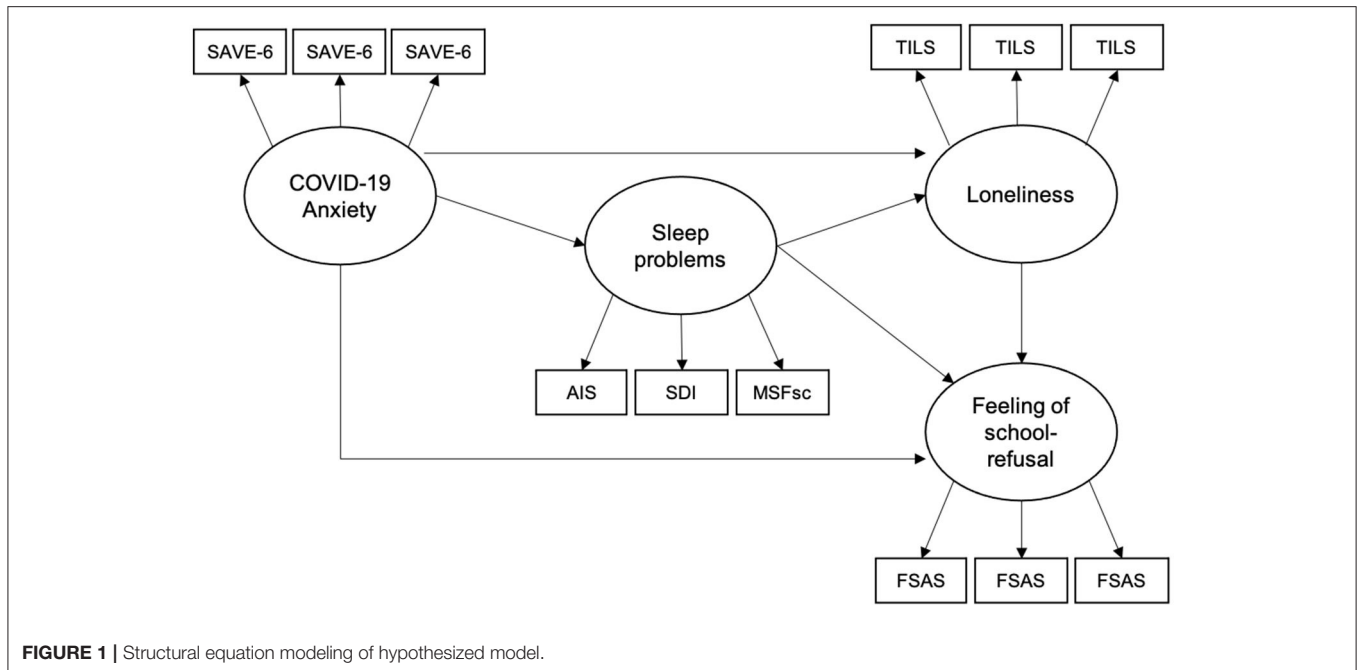 SAVE-6 SAVE-6 SAVE-6
TILS TILS TILS
COVID-19
Anxiety
Loneliness
Sleep
problems
AIS SDI MSFsc
Feeling of
school-
refusal
FSAS FSAS FSAS
FIGURE 1 | Structural equation modeling of hypothesized model.